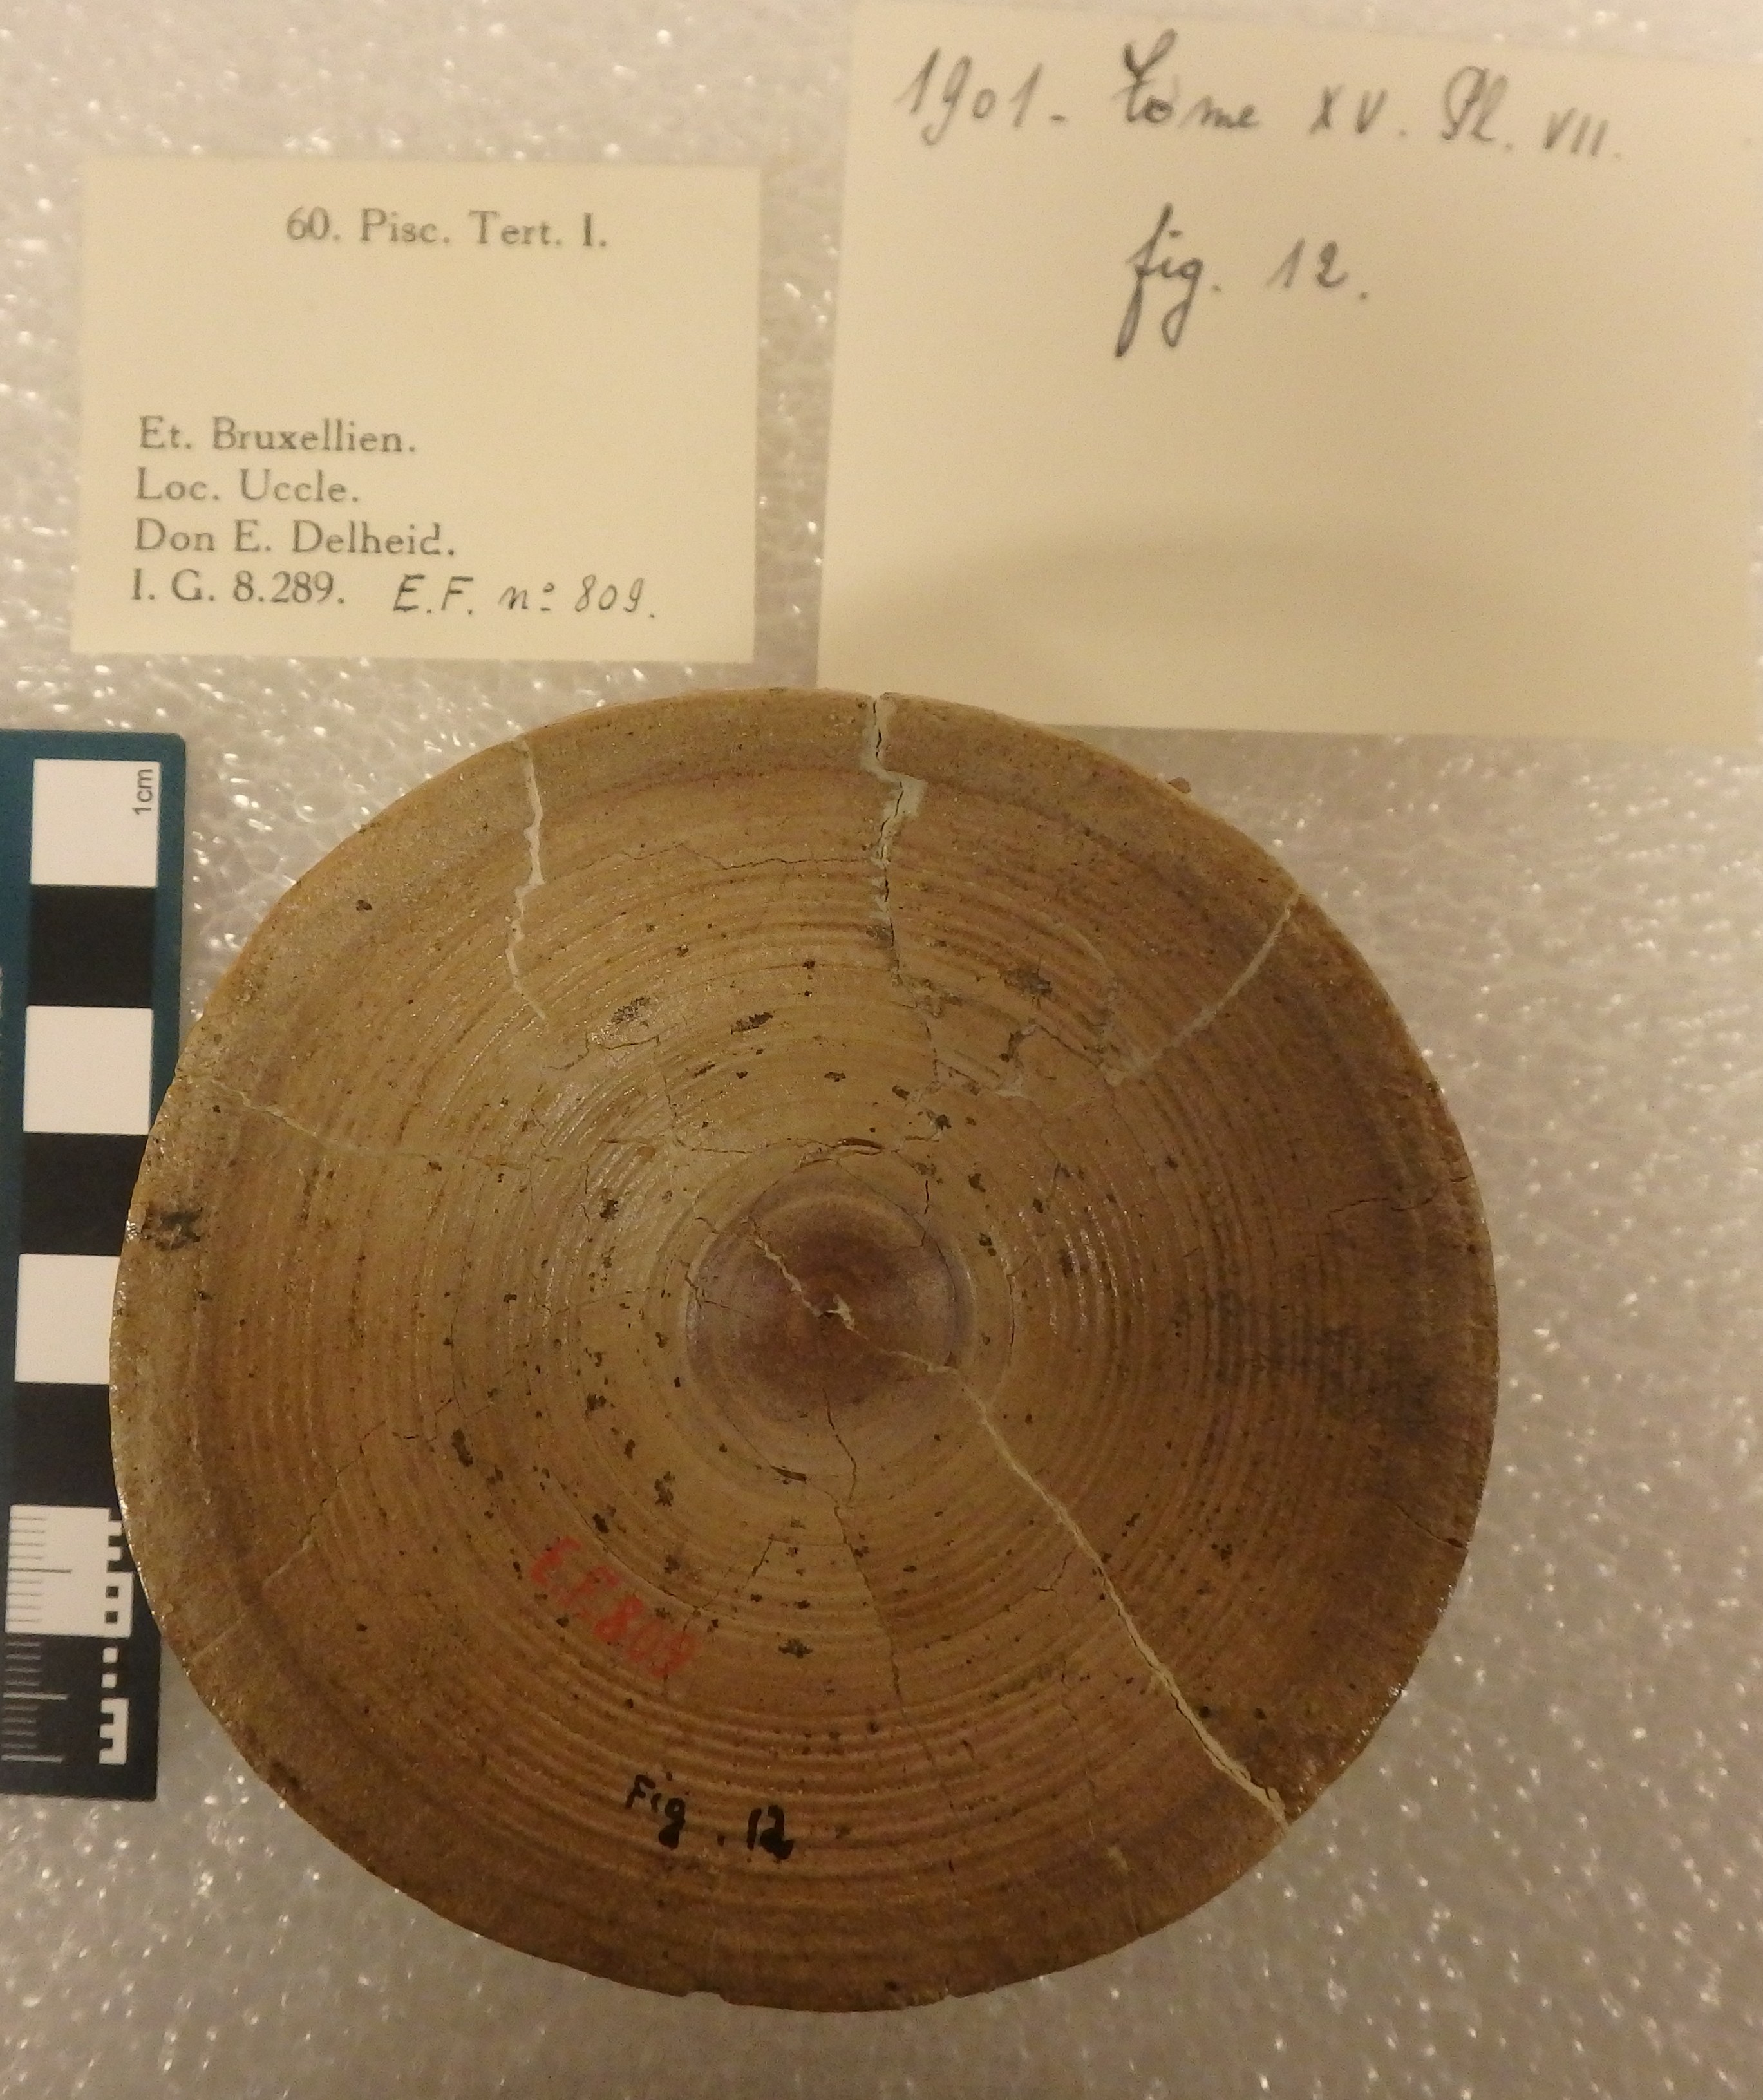 1901. Tome XV. Pl. VII.
fig. 12.
60. Pisc. Tert. I.
Et. Bruxellien.
Loc. Uccle.
Don E. Delheid.
I. G. 8.289. E.F. nº 809.
1cm
E.F. 809
Fig. 12